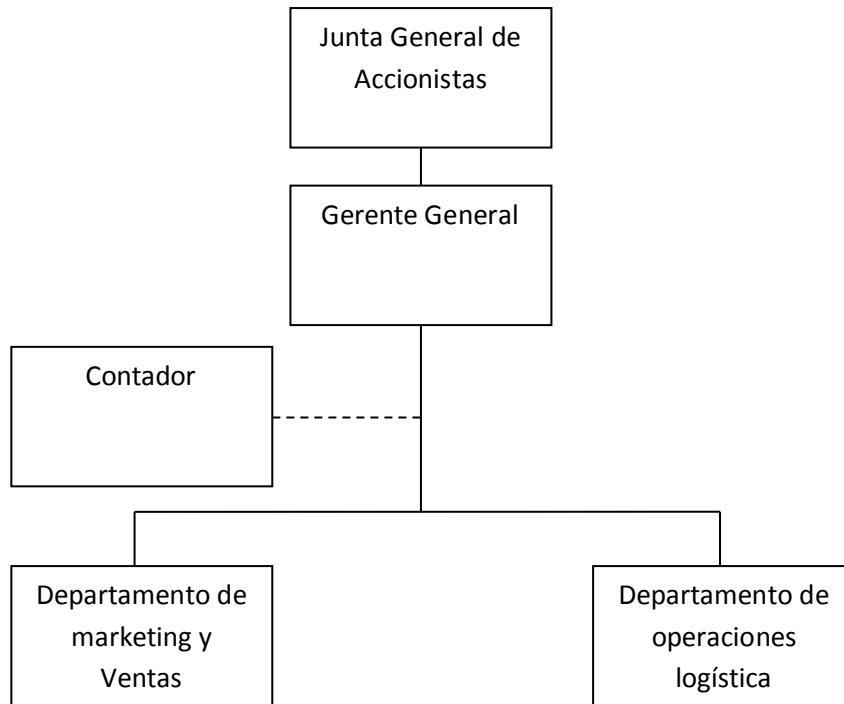 Junta General de
Accionistas
Gerente General
Contador
Departamento de
marketing y
Ventas
Departamento de
operaciones
logística